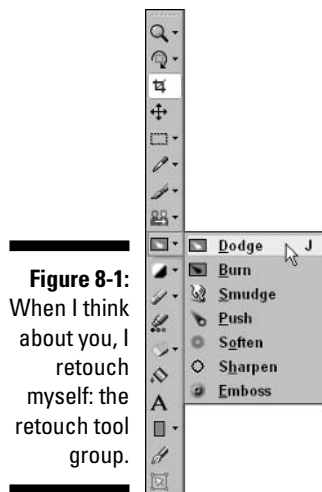 Dodge J
Burn
Smudge
Push
Soften
Sharpen
Emboss
A
Figure 8-1:
When I think
about you, I
retouch
myself: the
retouch tool
group.